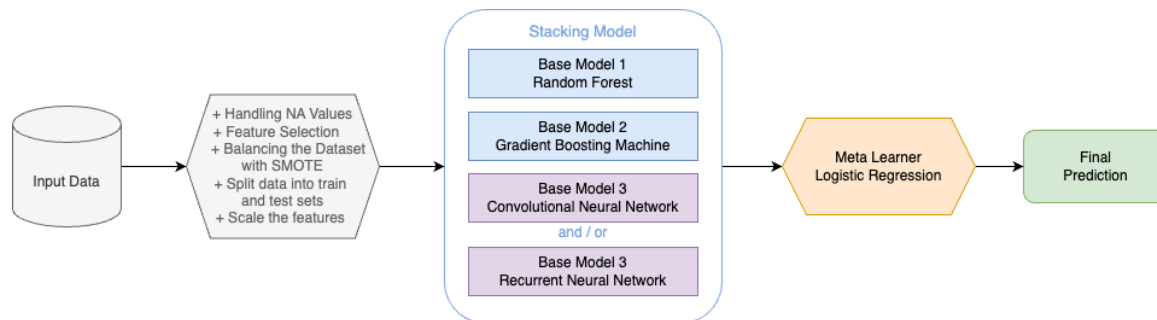 Input Data
+ Handling NA Values
+ Feature Selection
+ Balancing the Dataset
with SMOTE
+ Split data into train
and test sets
+ Scale the features
Stacking Model
Base Model 1
Random Forest
Base Model 2
Gradient Boosting Machine
Base Model 3
Convolutional Neural Network
and / or
Base Model 3
Recurrent Neural Network
Meta Learner
Logistic Regression
Final
Prediction